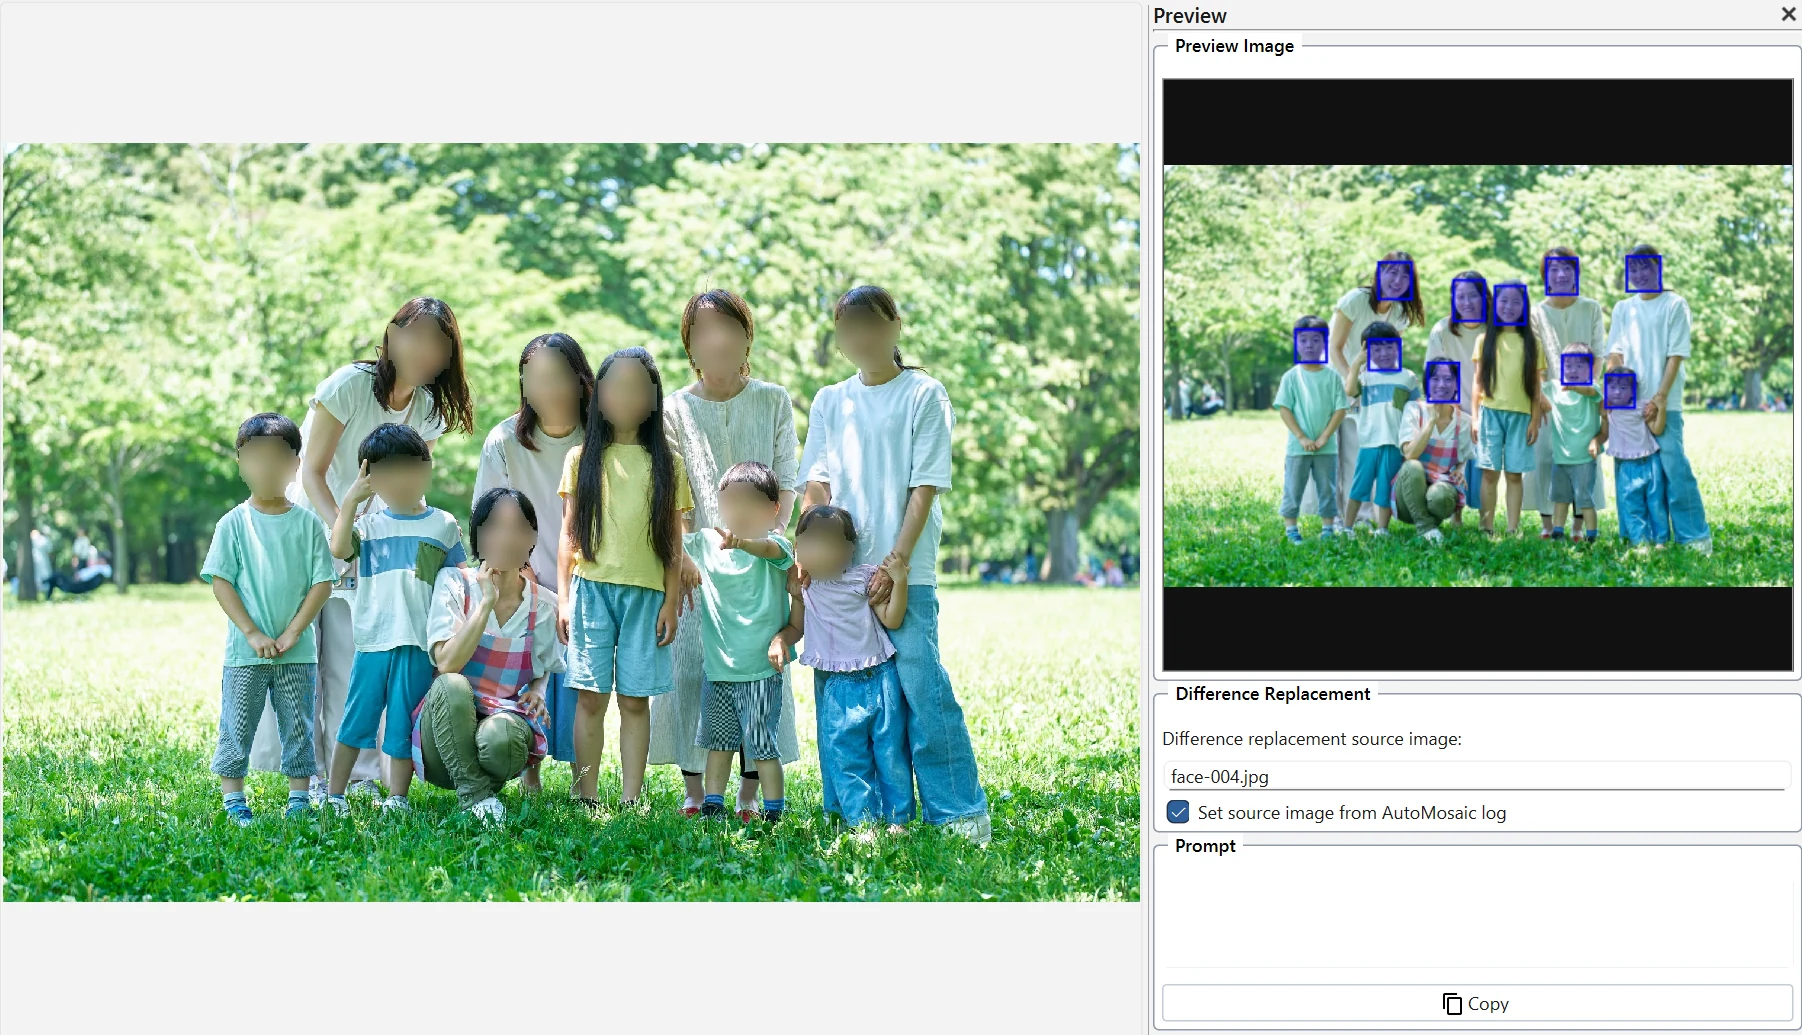 Preview
Preview Image
Difference Replacement
Difference replacement source image:
face-004.jpg
Set source image from AutoMosaic log
Prompt
Copy